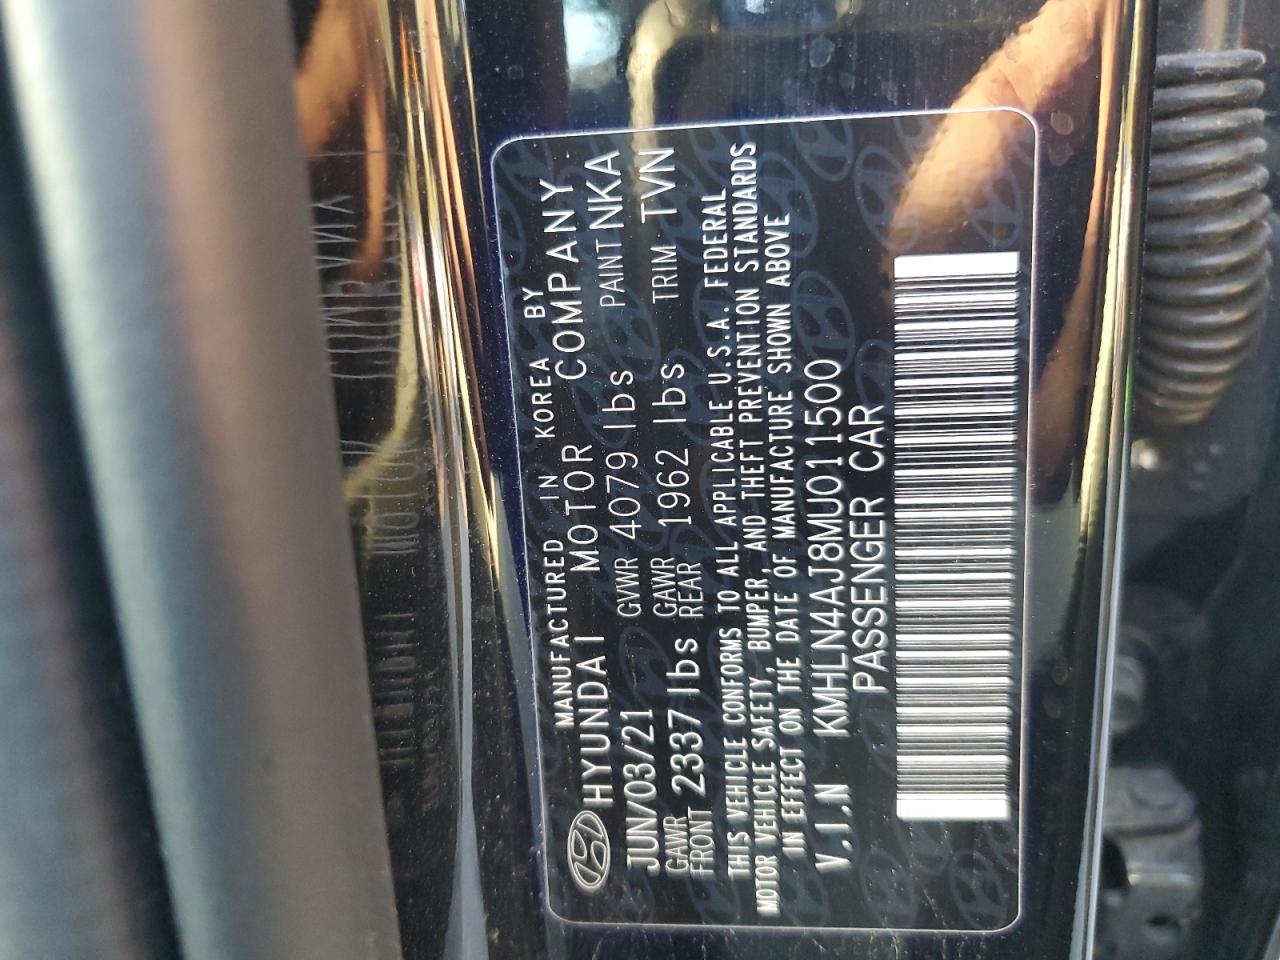 MANUFACTURED IN KOREA BY
HYUNDAI MOTOR COMPANY
JUN/03/21 GVWR 4079 lbs PAINT NKA
GAWR FRONT 2337 lbs GAWR REAR 1962 lbs TRIM TVN
THIS VEHICLE CONFORMS TO ALL APPLICABLE U.S.A. FEDERAL
MOTOR VEHICLE SAFETY, BUMPER, AND THEFT PREVENTION STANDARDS
IN EFFECT ON THE DATE OF MANUFACTURE SHOWN ABOVE
V.I.N KMHLN4AJ8MU011500
PASSENGER CAR